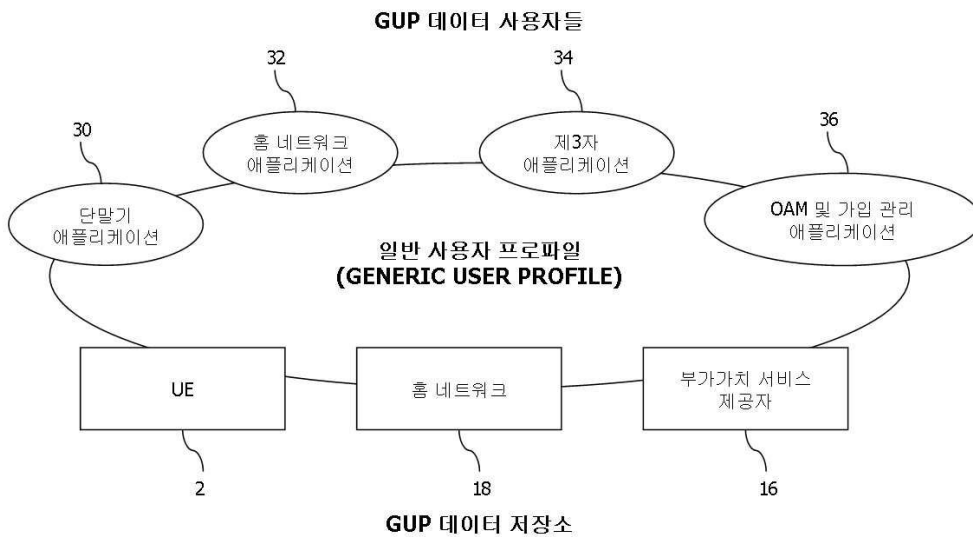 GUP 데이터 사용자들
32
34
30
36
홈 네트워크
애플리케이션
제3자
애플리케이션
단말기
애플리케이션
OAM 및 가입 관리
애플리케이션
일반 사용자 프로파일
(GENERIC USER PROFILE)
UE
홈 네트워크
부가가치 서비스
제공자
2
18
16
GUP 데이터 저장소